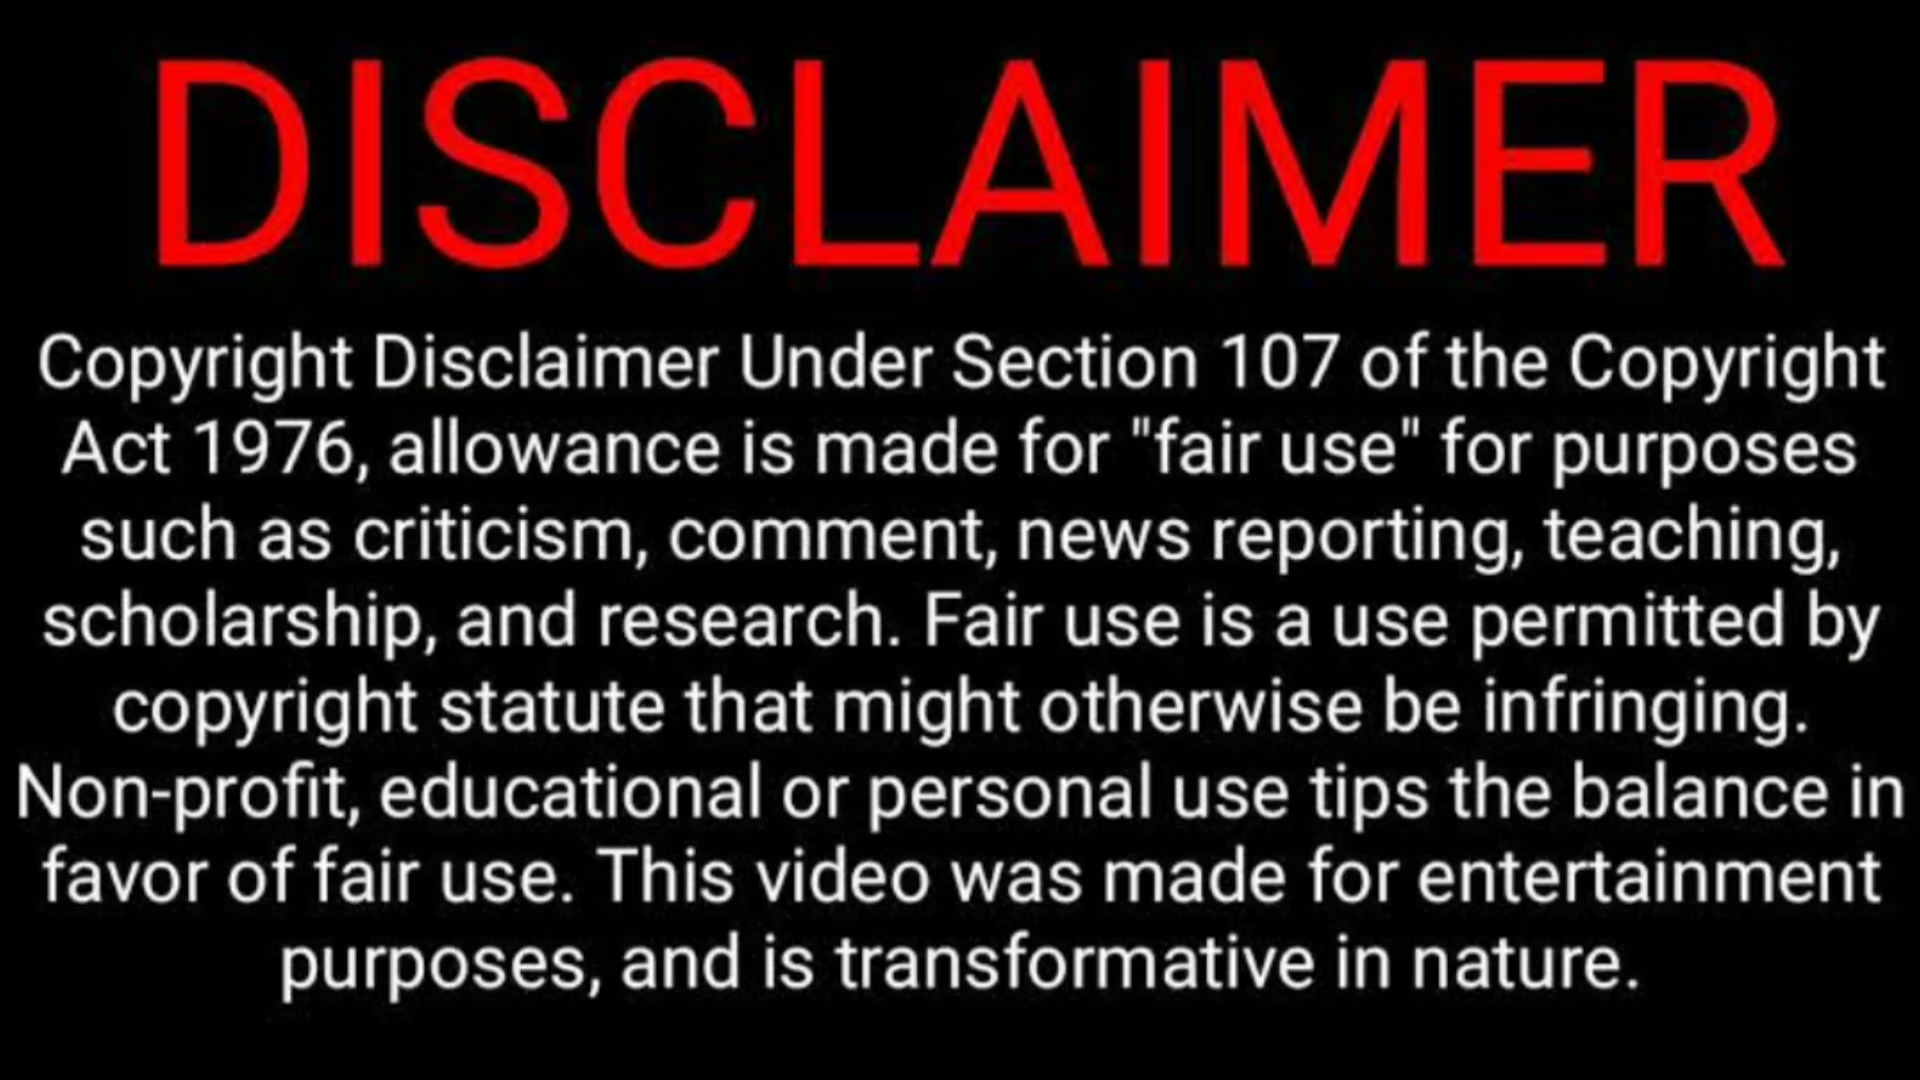 DISCLAIMER
Copyright Disclaimer Under Section 107 of the Copyright
Act 1976, allowance is made for "fair use" for purposes
such as criticism, comment, news reporting, teaching,
scholarship, and research. Fair use is a use permitted by
copyright statute that might otherwise be infringing.
Non-profit, educational or personal use tips the balance in
favor of fair use. This video was made for entertainment
purposes, and is transformative in nature.